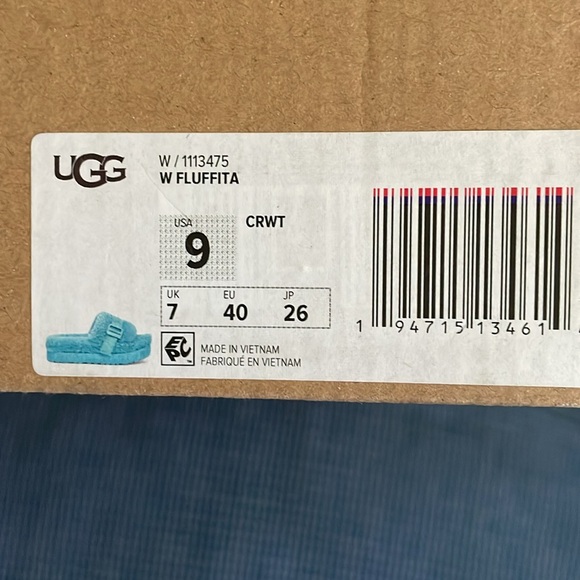 UGG
W / 1113475
W FLUFFITA
USA
9
CRWT
UK EU JP
7 40 26
EPC
MADE IN VIETNAM
FABRIQUÉ EN VIETNAM
1 94715 13461